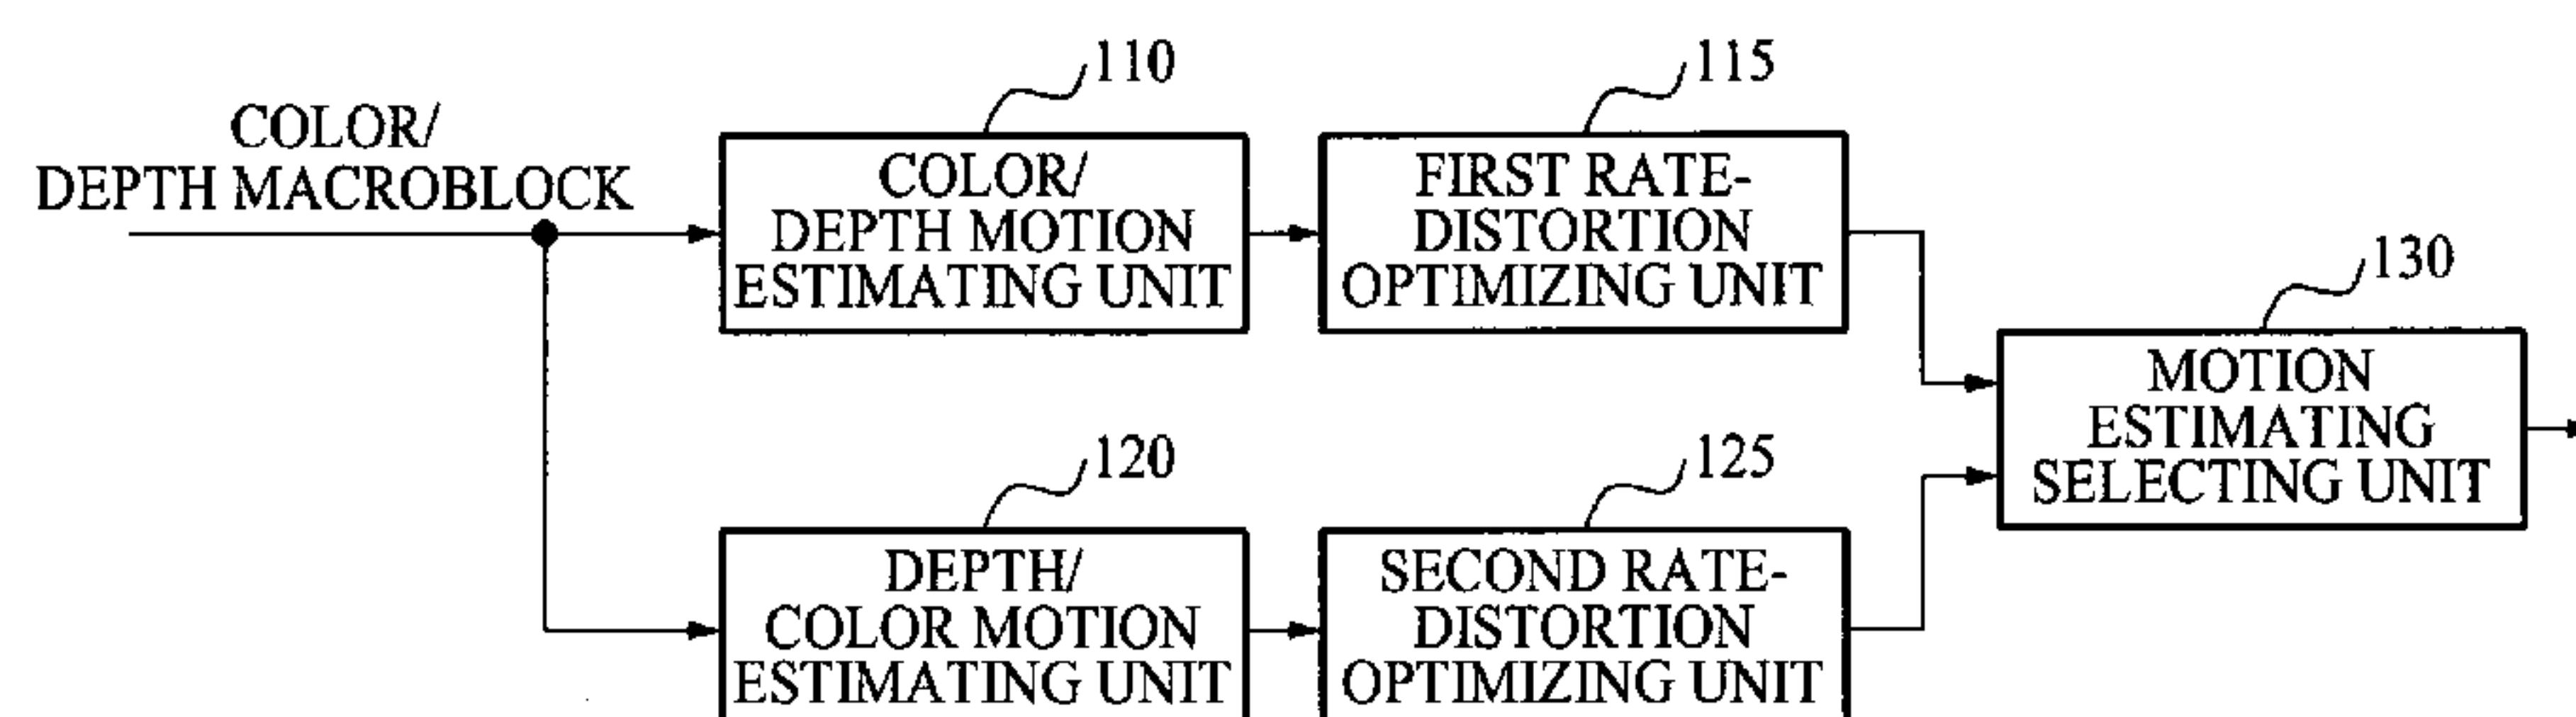 110
115
COLOR/
DEPTH MACROBLOCK
COLOR/
DEPTH MOTION
ESTIMATING UNIT
FIRST RATE-
DISTORTION
OPTIMIZING UNIT
130
MOTION
ESTIMATING
SELECTING UNIT
120
125
DEPTH/
COLOR MOTION
ESTIMATING UNIT
SECOND RATE-
DISTORTION
OPTIMIZING UNIT